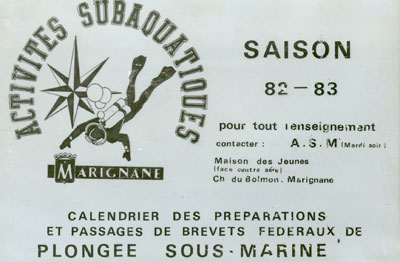 ACTIVITES SUBAQUATIQUES
MARIGNANE
SAISON
82-83
pour tout renseignement
contacter : A.S.M (Mardi soir)
Maison des Jeunes
(face centre aéro)
Ch du Bolmon. Marignane
CALENDRIER DES PREPARATIONS
ET PASSAGES DE BREVETS FEDERAUX DE
PLONGEE SOUS-MARINE